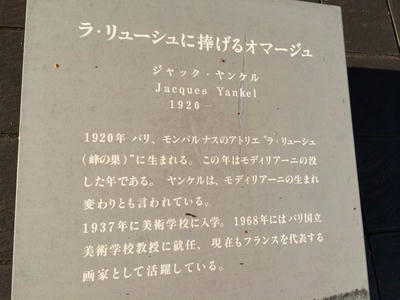 ラ・リューシュに捧げるオマージュ
ジャック・ヤンケル
Jacques Yankel
1920 —
1920年 パリ、モンパルナスのアトリエ“ラ・リューシュ
(蜂の巣)”に生まれる。この年はモディリアーニの没
した年である。 ヤンケルは、モディリアーニの生まれ
変わりとも言われている。
1937年に美術学校に入学。1968年にはパリ国立
美術学校教授に就任、 現在もフランスを代表する
画家として活躍している。